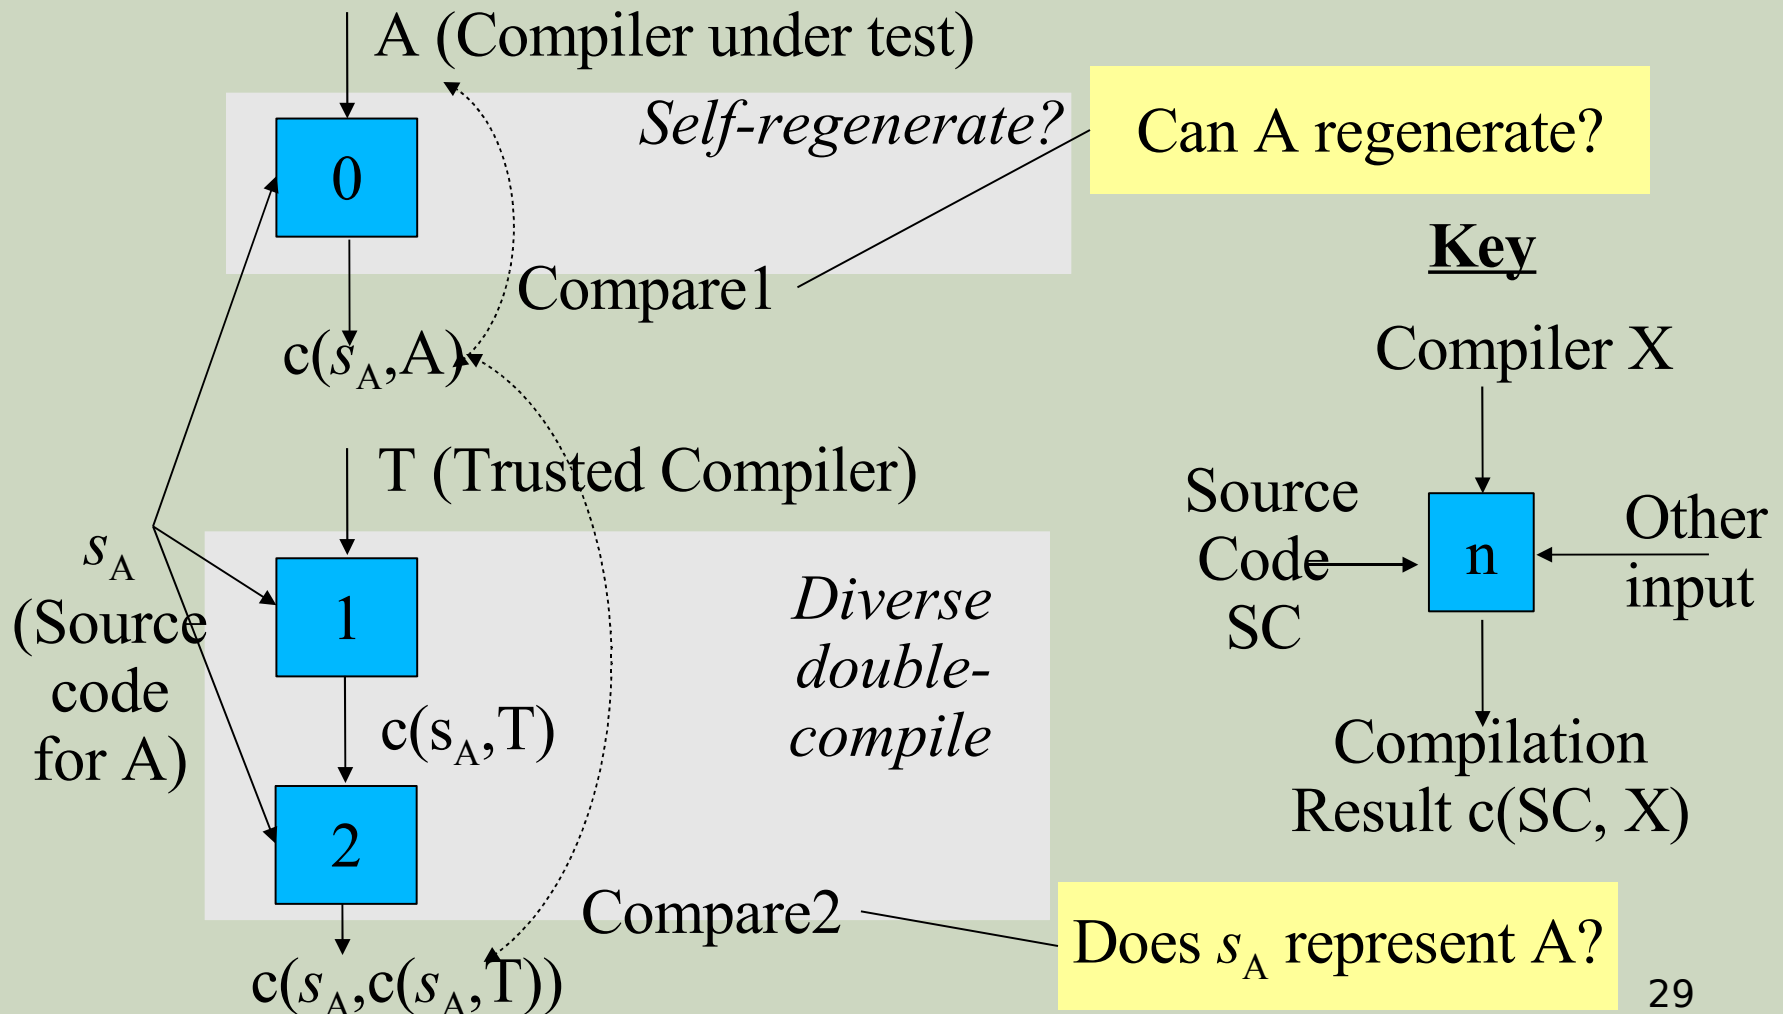 A (Compiler under test)
Self-regenerate?
Can A regenerate?
0
Compare1
c(sA,A)
T (Trusted Compiler)
sA
(Source
code
for A)
1
Diverse
double-
compile
c(sA,T)
2
Compare2
Does sA represent A?
c(sA,c(sA,T))
Key
Compiler X
Source
Code
SC
n
Other
input
Compilation
Result c(SC, X)
29